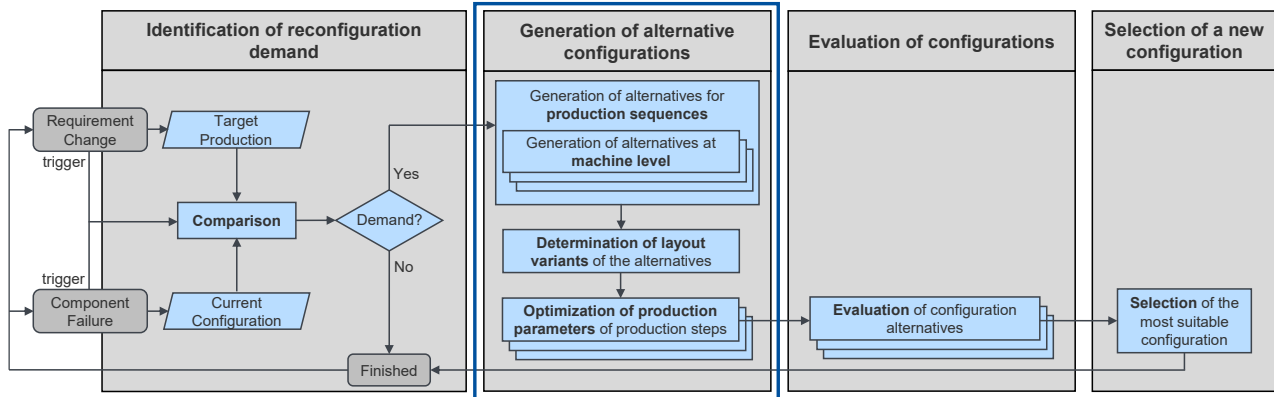 Identification of reconfiguration
demand
Generation of alternative
configurations
Evaluation of configurations
Selection of a new
configuration
Requirement
Change
trigger
Target
Production
Comparison
Demand?
Yes
No
trigger
Component
Failure
Current
Configuration
Finished
Generation of alternatives for
production sequences
Generation of alternatives at
machine level
Determination of layout
variants of the alternatives
Optimization of production
parameters of production steps
Evaluation of configuration
alternatives
Selection of the
most suitable
configuration